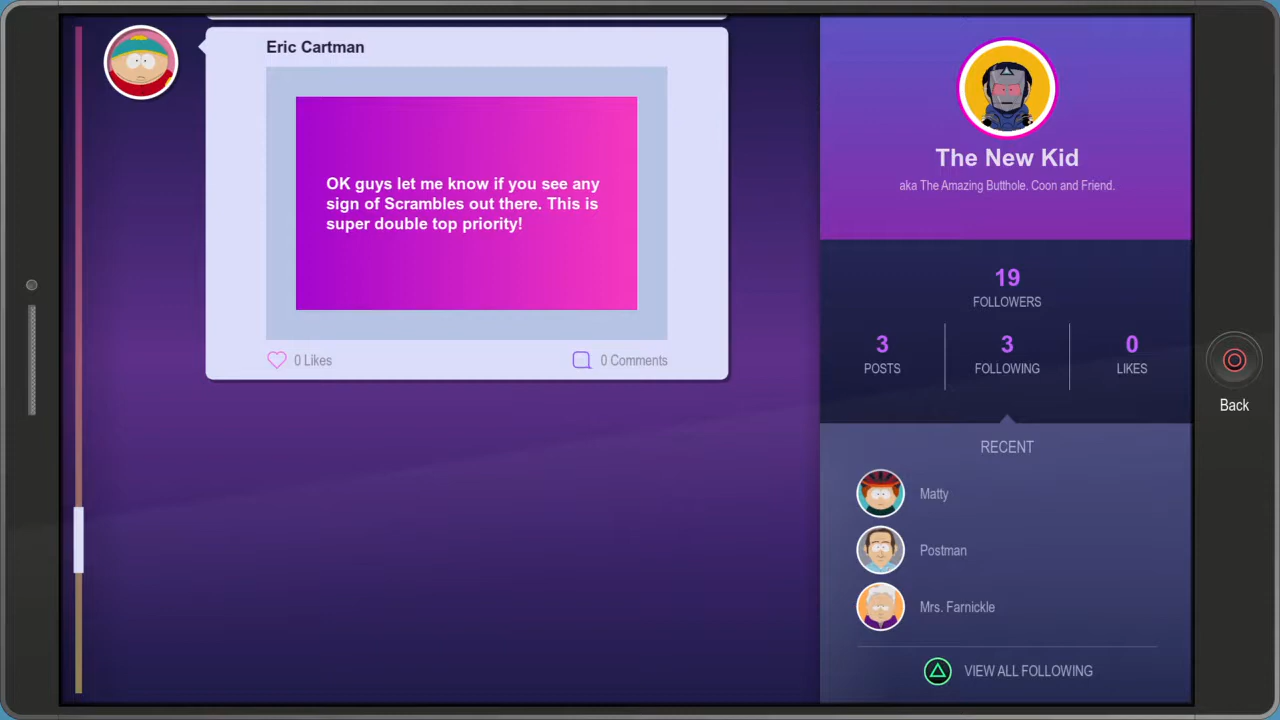 Eric Cartman
OK guys let me know if you see any
sign of Scrambles out there. This is
super double top priority!
0 Likes
0 Comments
The New Kid
aka The Amazing Butthole. Coon and Friend.
19
FOLLOWERS
3
POSTS
3
FOLLOWING
0
LIKES
RECENT
Matty
Postman
Mrs. Farnickle
VIEW ALL FOLLOWING
Back